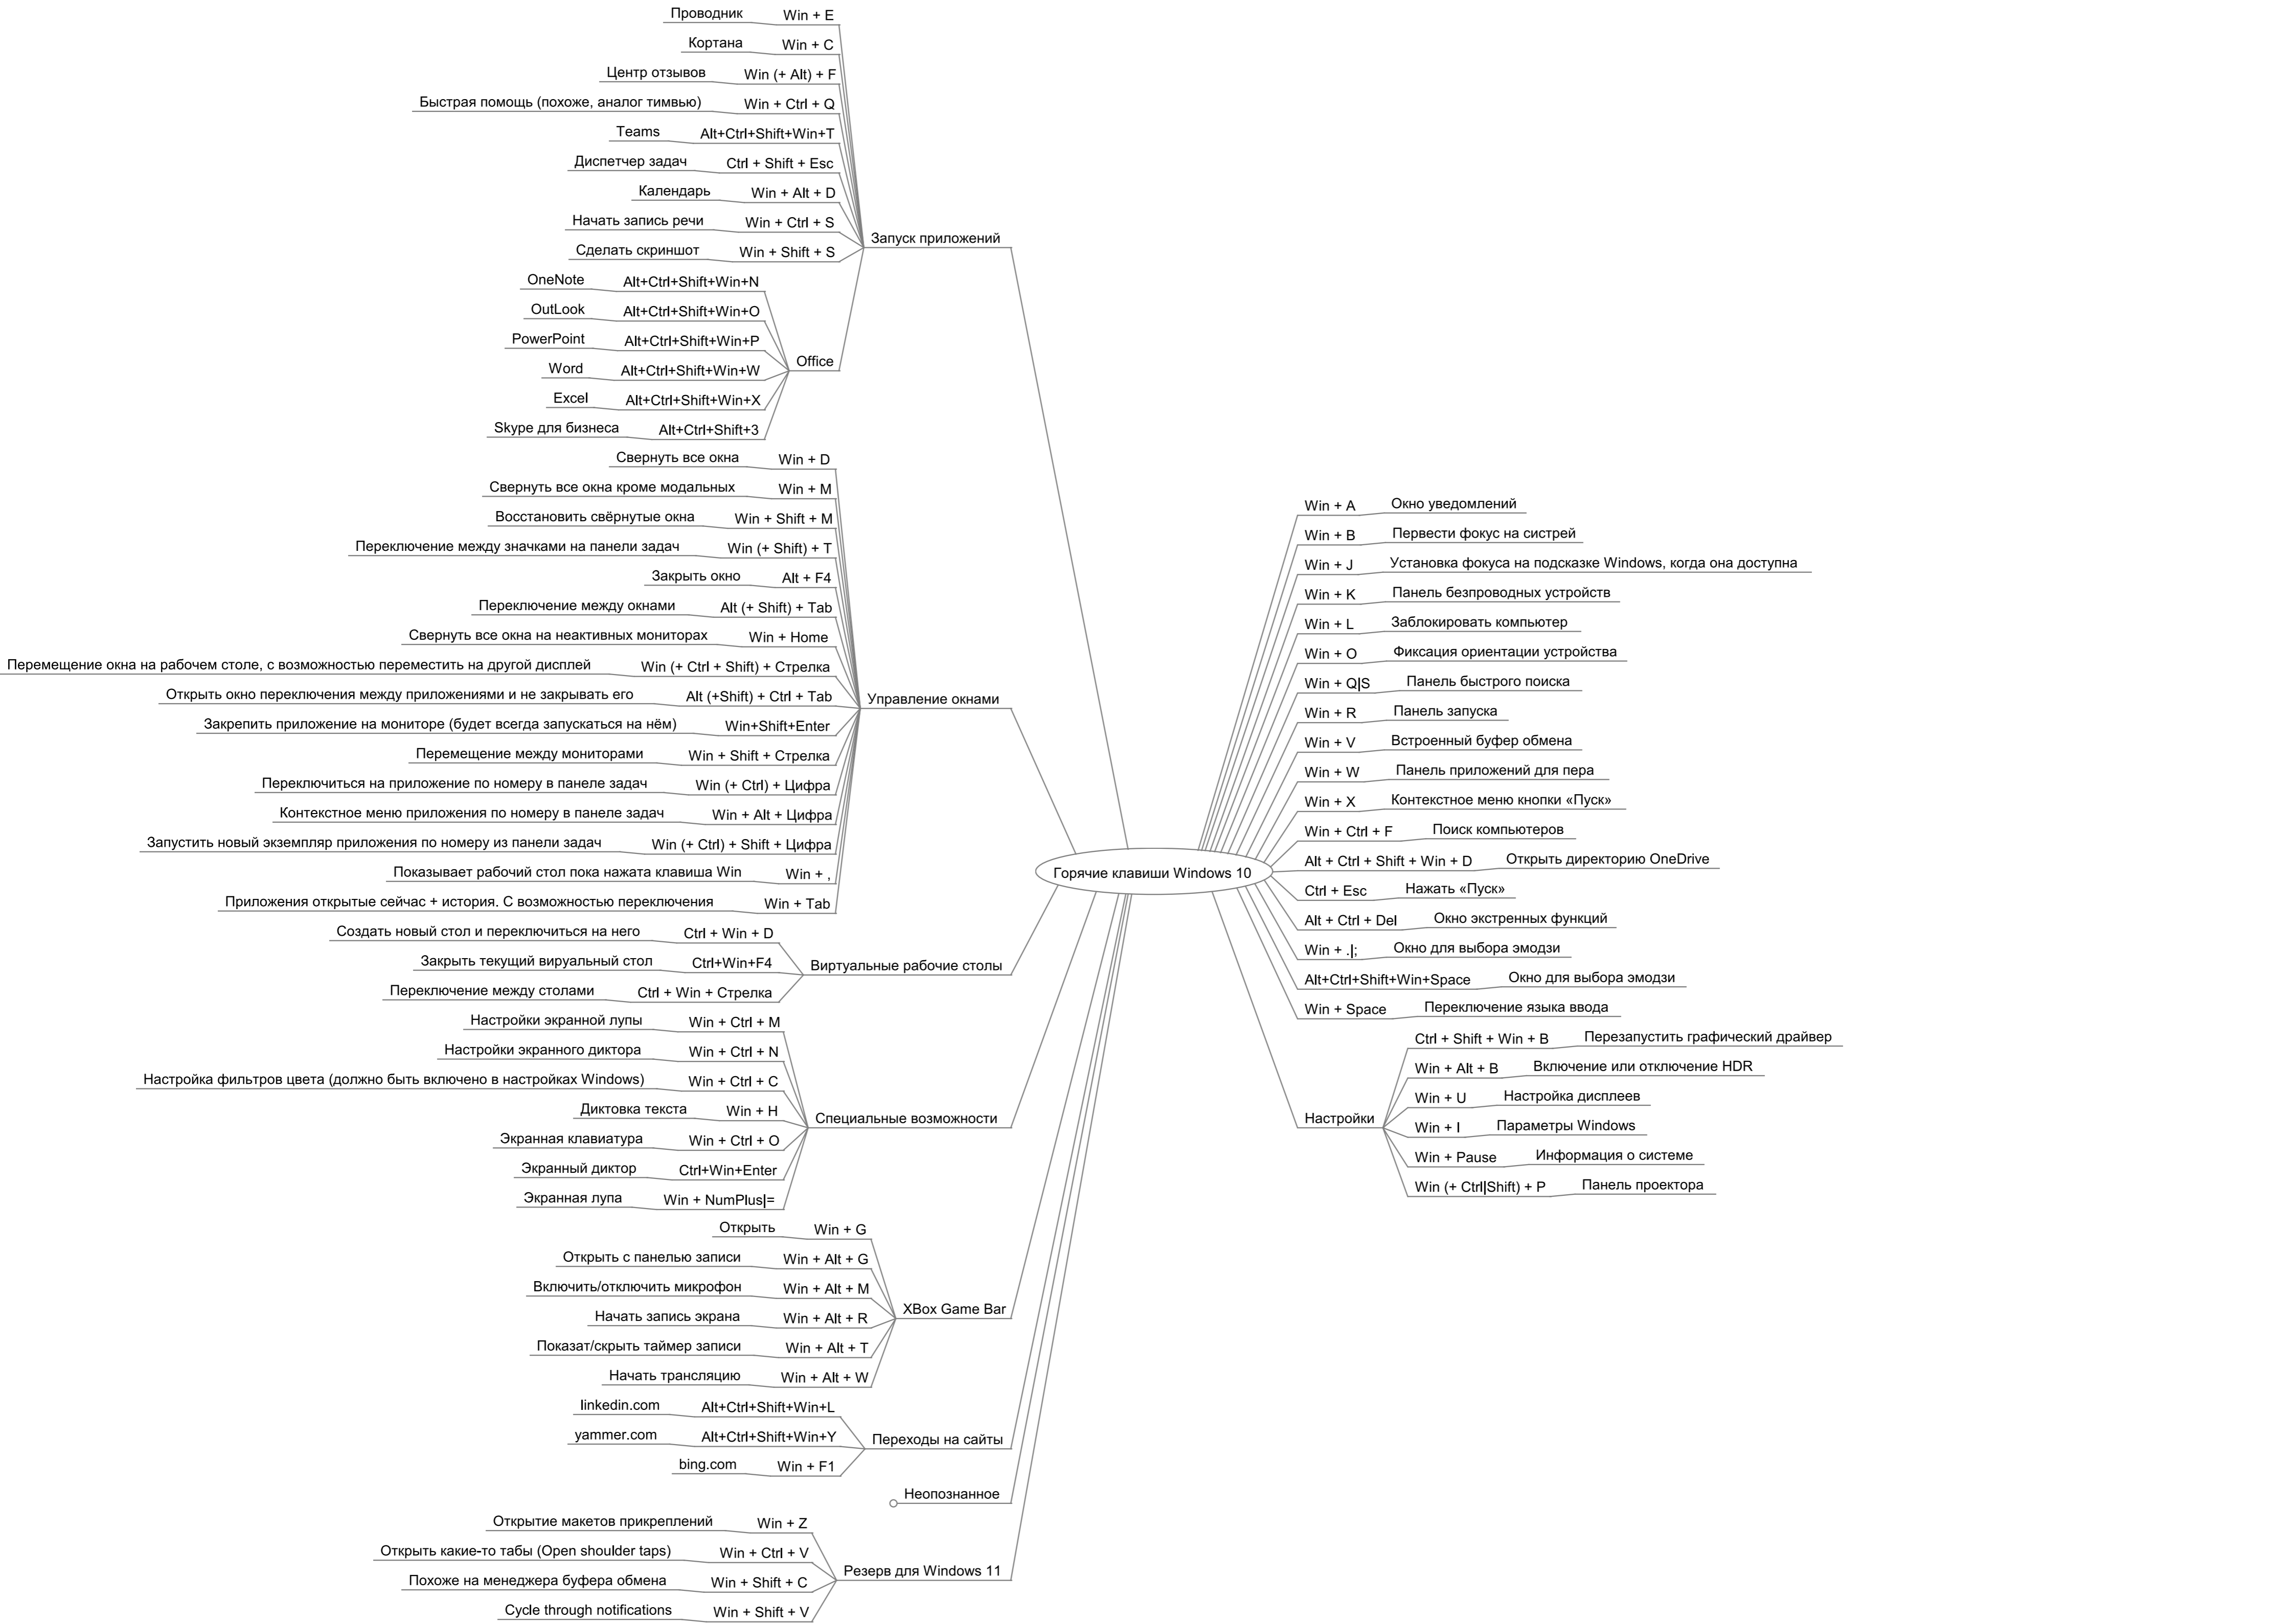 Проводник Win + E
Кортана Win + C
Центр отзывов Win (+ Alt) + F
Быстрая помощь (похоже, аналог тимвью) Win + Ctrl + Q
Teams Alt+Ctrl+Shift+Win+T
Диспетчер задач Ctrl + Shift + Esc
Календарь Win + Alt + D
Начать запись речи Win + Ctrl + S
Сделать скриншот Win + Shift + S
Запуск приложений
OneNote Alt+Ctrl+Shift+Win+N
OutLook Alt+Ctrl+Shift+Win+O
PowerPoint Alt+Ctrl+Shift+Win+P
Word Alt+Ctrl+Shift+Win+W
Excel Alt+Ctrl+Shift+Win+X
Skype для бизнеса Alt+Ctrl+Shift+3
Office
Свернуть все окна Win + D
Свернуть все окна кроме модальных Win + M
Восстановить свёрнутые окна Win + Shift + M
Переключение между значками на панели задач Win (+ Shift) + T
Закрыть окно Alt + F4
Переключение между окнами Alt (+ Shift) + Tab
Свернуть все окна на неактивных мониторах Win + Home
Перемещение окна на рабочем столе, с возможностью переместить на другой дисплей Win (+ Ctrl + Shift) + Стрелка
Открыть окно переключения между приложениями и не закрывать его Alt (+Shift) + Ctrl + Tab
Закрепить приложение на мониторе (будет всегда запускаться на нём) Win+Shift+Enter
Перемещение между мониторами Win + Shift + Стрелка
Переключиться на приложение по номеру в панеле задач Win (+ Ctrl) + Цифра
Контекстное меню приложения по номеру в панеле задач Win + Alt + Цифра
Запустить новый экземпляр приложения по номеру из панели задач Win (+ Ctrl) + Shift + Цифра
Показывает рабочий стол пока нажата клавиша Win Win + ,
Приложения открытые сейчас + история. С возможностью переключения Win + Tab
Управление окнами
Создать новый стол и переключиться на него Ctrl + Win + D
Закрыть текущий вируальный стол Ctrl+Win+F4
Переключение между столами Ctrl + Win + Стрелка
Виртуальные рабочие столы
Настройки экранной лупы Win + Ctrl + M
Настройки экранного диктора Win + Ctrl + N
Настройка фильтров цвета (должно быть включено в настройках Windows) Win + Ctrl + C
Диктовка текста Win + H
Экранная клавиатура Win + Ctrl + O
Экранный диктор Ctrl+Win+Enter
Экранная лупа Win + NumPlus|=
Специальные возможности
Открыть Win + G
Открыть с панелью записи Win + Alt + G
Включить/отключить микрофон Win + Alt + M
Начать запись экрана Win + Alt + R
Показат/скрыть таймер записи Win + Alt + T
Начать трансляцию Win + Alt + W
XBox Game Bar
linkedin.com Alt+Ctrl+Shift+Win+L
yammer.com Alt+Ctrl+Shift+Win+Y
bing.com Win + F1
Переходы на сайты
Неопознанное
Открытие макетов прикреплений Win + Z
Открыть какие-то табы (Open shoulder taps) Win + Ctrl + V
Похоже на менеджера буфера обмена Win + Shift + C
Cycle through notifications Win + Shift + V
Резерв для Windows 11
Горячие клавиши Windows 10
Win + A Окно уведомлений
Win + B Первести фокус на систрей
Win + J Установка фокуса на подсказке Windows, когда она доступна
Win + K Панель безпроводных устройств
Win + L Заблокировать компьютер
Win + O Фиксация ориентации устройства
Win + Q|S Панель быстрого поиска
Win + R Панель запуска
Win + V Встроенный буфер обмена
Win + W Панель приложений для пера
Win + X Контекстное меню кнопки «Пуск»
Win + Ctrl + F Поиск компьютеров
Alt + Ctrl + Shift + Win + D Открыть директорию OneDrive
Ctrl + Esc Нажать «Пуск»
Alt + Ctrl + Del Окно экстренных функций
Win + .|; Окно для выбора эмодзи
Alt+Ctrl+Shift+Win+Space Окно для выбора эмодзи
Win + Space Переключение языка ввода
Настройки
Ctrl + Shift + Win + B Перезапустить графический драйвер
Win + Alt + B Включение или отключение HDR
Win + U Настройка дисплеев
Win + I Параметры Windows
Win + Pause Информация о системе
Win (+ Ctrl|Shift) + P Панель проектора